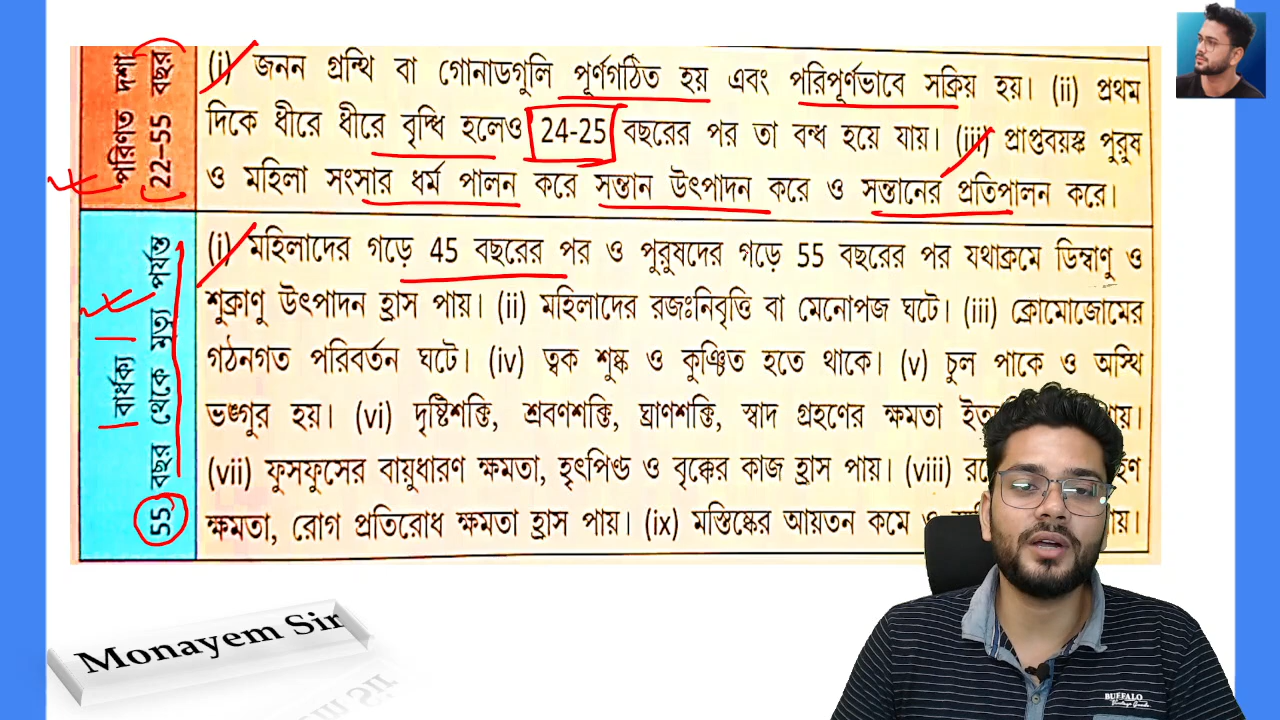 পরিণত দশা
22–55 বছর
(i) জনন গ্রন্থি বা গোনাডগুলি পূর্ণগঠিত হয় এবং পরিপূর্ণভাবে সক্রিয় হয়। (ii) প্রথম
দিকে ধীরে ধীরে বৃদ্ধি হলেও 24-25 বছরের পর তা বন্ধ হয়ে যায়। (iii) প্রাপ্তবয়স্ক পুরুষ
ও মহিলা সংসার ধর্ম পালন করে সন্তান উৎপাদন করে ও সন্তানের প্রতিপালন করে।
বার্ধক্য
55 বছর থেকে মৃত্যু পর্যন্ত
(i) মহিলাদের গড়ে 45 বছরের পর ও পুরুষদের গড়ে 55 বছরের পর যথাক্রমে ডিম্বাণু ও
শুক্রাণু উৎপাদন হ্রাস পায়। (ii) মহিলাদের রজঃনিবৃত্তি বা মেনোপজ ঘটে। (iii) ক্রোমোজোমের
গঠনগত পরিবর্তন ঘটে। (iv) ত্বক শুষ্ক ও কুঞ্চিত হতে থাকে। (v) চুল পাকে ও অস্থি
ভঙ্গুর হয়। (vi) দৃষ্টিশক্তি, শ্রবণশক্তি, ঘ্রাণশক্তি, স্বাদ গ্রহণের ক্ষমতা
(vii) ফুসফুসের বায়ুধারণ ক্ষমতা, হৃৎপিণ্ড ও বৃক্কের কাজ হ্রাস পায়। (viii)
ক্ষমতা, রোগ প্রতিরোধ ক্ষমতা হ্রাস পায়। (ix) মস্তিষ্কের আয়তন কমে ও
Monayem Sir
BUFFALO